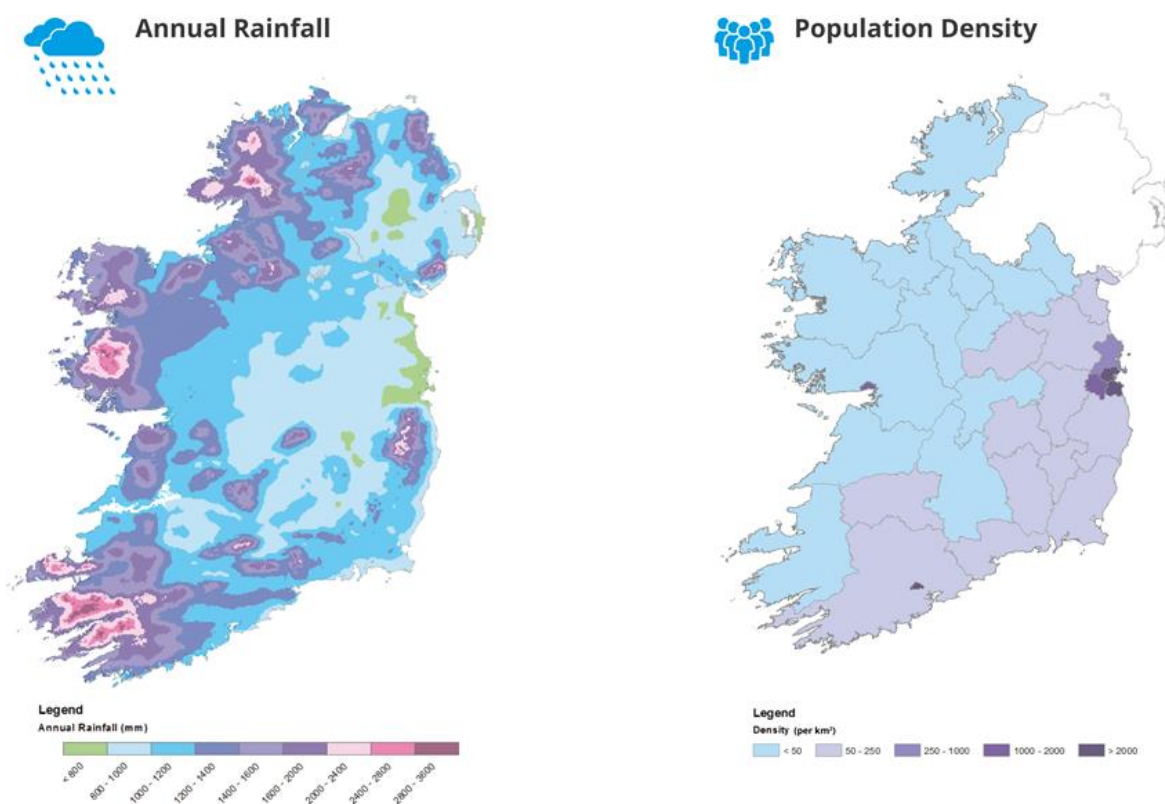 Annual Rainfall
Population Density
Legend
Annual Rainfall (mm)
< 800
800 - 1000
1000 - 1200
1200 - 1400
1400 - 1600
1600 - 2000
2000 - 2400
2400 - 2800
2800 - 3600
Legend
Density (per km²)
< 50
50 - 250
250 - 1000
1000 - 2000
> 2000